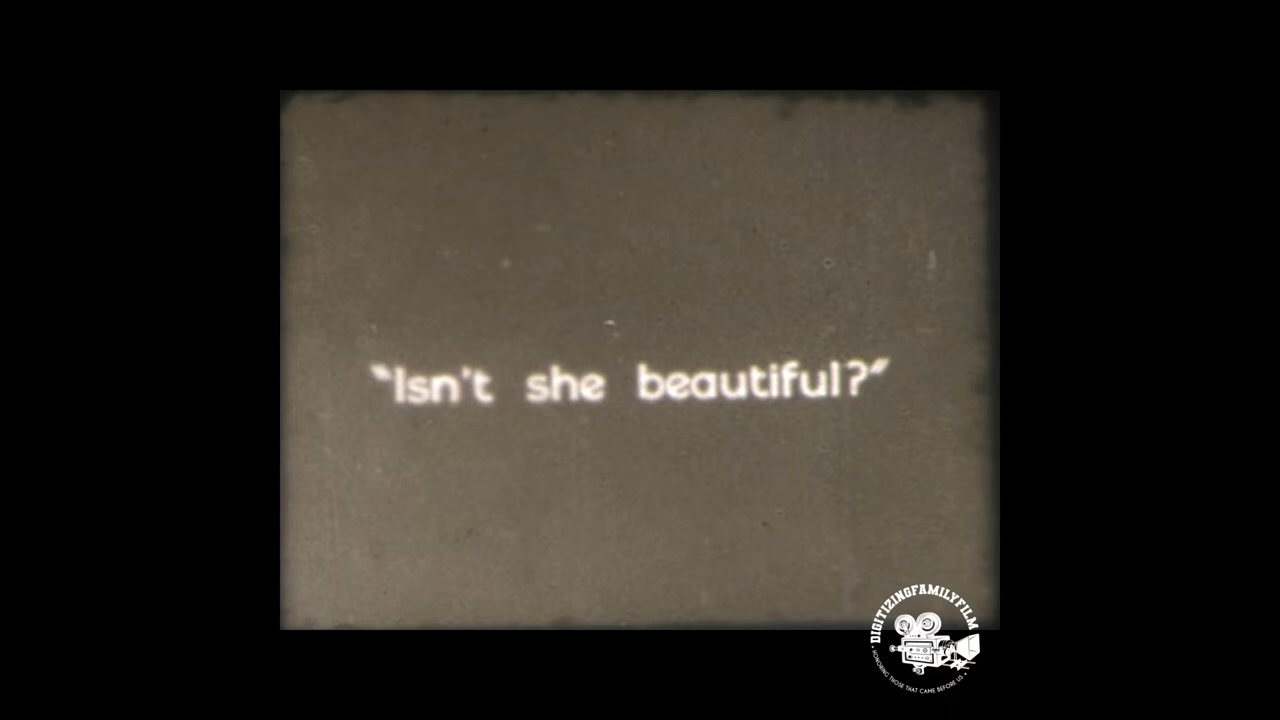 "Isn't she beautiful?"
DIGITIZINGFAMILYFILM
• HONORING THOSE THAT CAME BEFORE US •